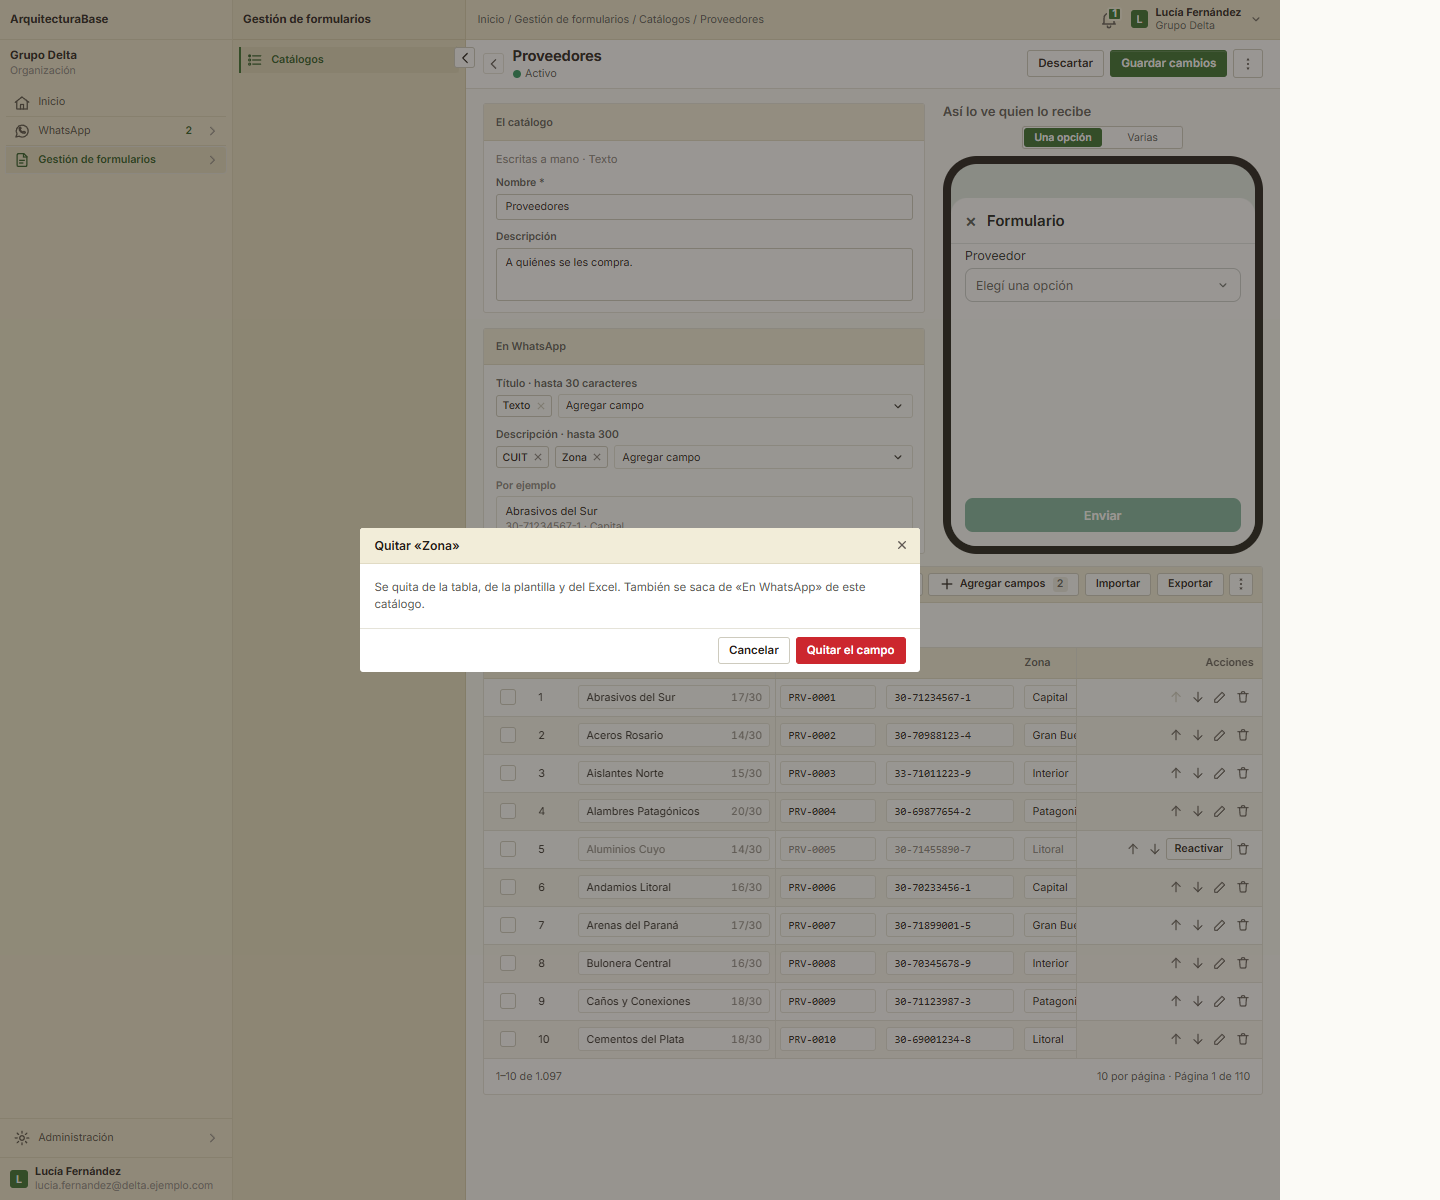 ArquitecturaBase
Grupo Delta
Organización
Inicio
WhatsApp 2
Gestión de formularios
Administración
L Lucía Fernández
lucia.fernandez@delta.ejemplo.com
Gestión de formularios
Catálogos
Inicio / Gestión de formularios / Catálogos / Proveedores
1
L Lucía Fernández
Grupo Delta
Proveedores
Activo
Descartar Guardar cambios
El catálogo
Escritas a mano · Texto
Nombre *
Proveedores
Descripción
A quiénes se les compra.
En WhatsApp
Título · hasta 30 caracteres
Texto Agregar campo
Descripción · hasta 300
CUIT Zona Agregar campo
Por ejemplo
Abrasivos del Sur
30-71234567-1 · Capital
Así lo ve quien lo recibe
Una opción Varias
Formulario
Proveedor
Elegí una opción
Enviar
Quitar «Zona»
Se quita de la tabla, de la plantilla y del Excel. También se saca de «En WhatsApp» de este
catálogo.
Cancelar Quitar el campo
Agregar campos 2 Importar Exportar
Zona Acciones
1 Abrasivos del Sur 17/30 PRV-0001 30-71234567-1 Capital
2 Aceros Rosario 14/30 PRV-0002 30-70988123-4 Gran Bue
3 Aislantes Norte 15/30 PRV-0003 33-71011223-9 Interior
4 Alambres Patagónicos 20/30 PRV-0004 30-69877654-2 Patagoni
5 Aluminios Cuyo 14/30 PRV-0005 30-71455890-7 Litoral Reactivar
6 Andamios Litoral 16/30 PRV-0006 30-70233456-1 Capital
7 Arenas del Paraná 17/30 PRV-0007 30-71899001-5 Gran Bue
8 Bulonera Central 16/30 PRV-0008 30-70345678-9 Interior
9 Caños y Conexiones 18/30 PRV-0009 30-71123987-3 Patagoni
10 Cementos del Plata 18/30 PRV-0010 30-69001234-8 Litoral
1–10 de 1.097 10 por página · Página 1 de 110